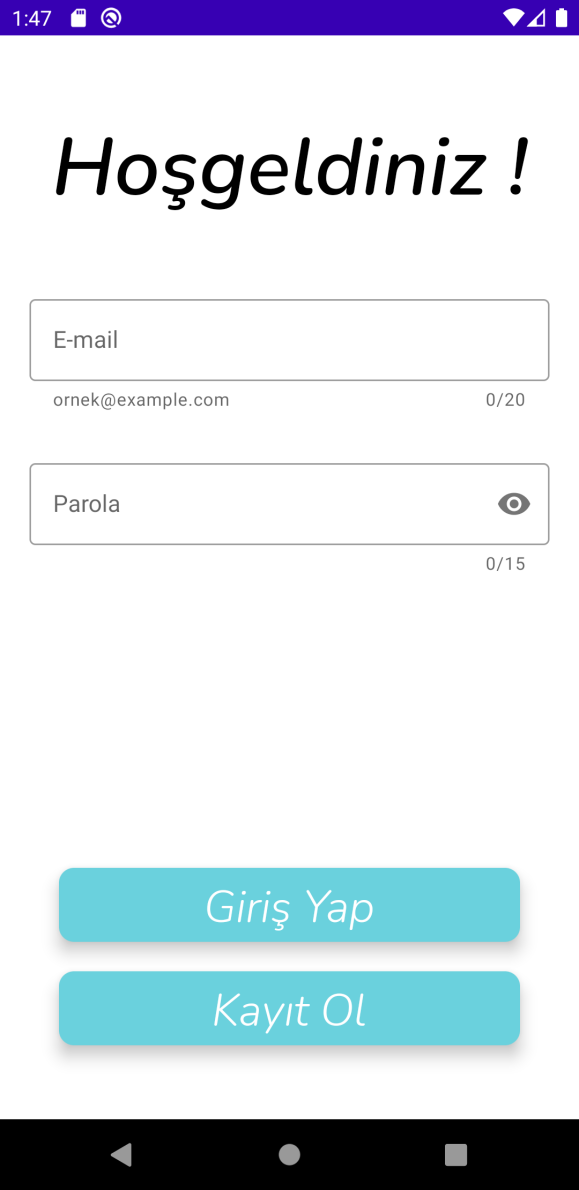 1:47
Hoşgeldiniz !
E-mail
ornek@example.com 0/20
Parola
0/15
Giriş Yap
Kayıt Ol